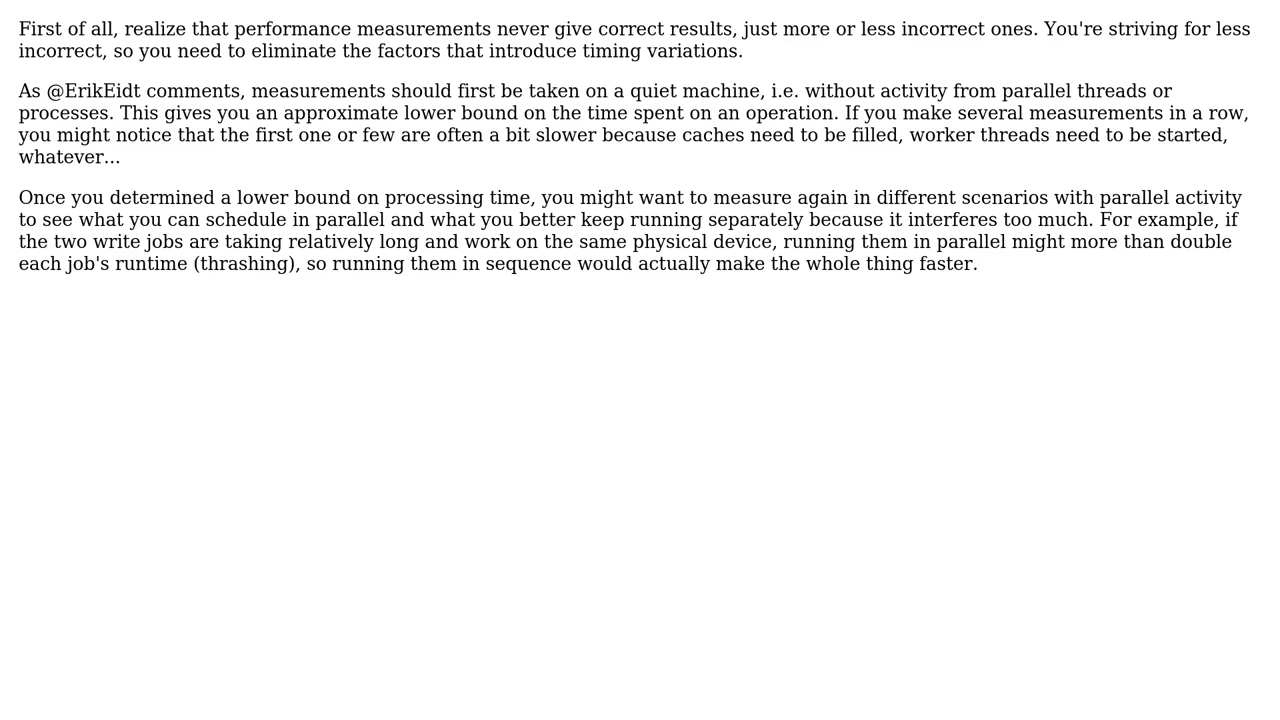 First of all, realize that performance measurements never give correct results, just more or less incorrect ones. You're striving for less
incorrect, so you need to eliminate the factors that introduce timing variations.
As @ErikEidt comments, measurements should first be taken on a quiet machine, i.e. without activity from parallel threads or
processes. This gives you an approximate lower bound on the time spent on an operation. If you make several measurements in a row,
you might notice that the first one or few are often a bit slower because caches need to be filled, worker threads need to be started,
whatever...
Once you determined a lower bound on processing time, you might want to measure again in different scenarios with parallel activity
to see what you can schedule in parallel and what you better keep running separately because it interferes too much. For example, if
the two write jobs are taking relatively long and work on the same physical device, running them in parallel might more than double
each job's runtime (thrashing), so running them in sequence would actually make the whole thing faster.